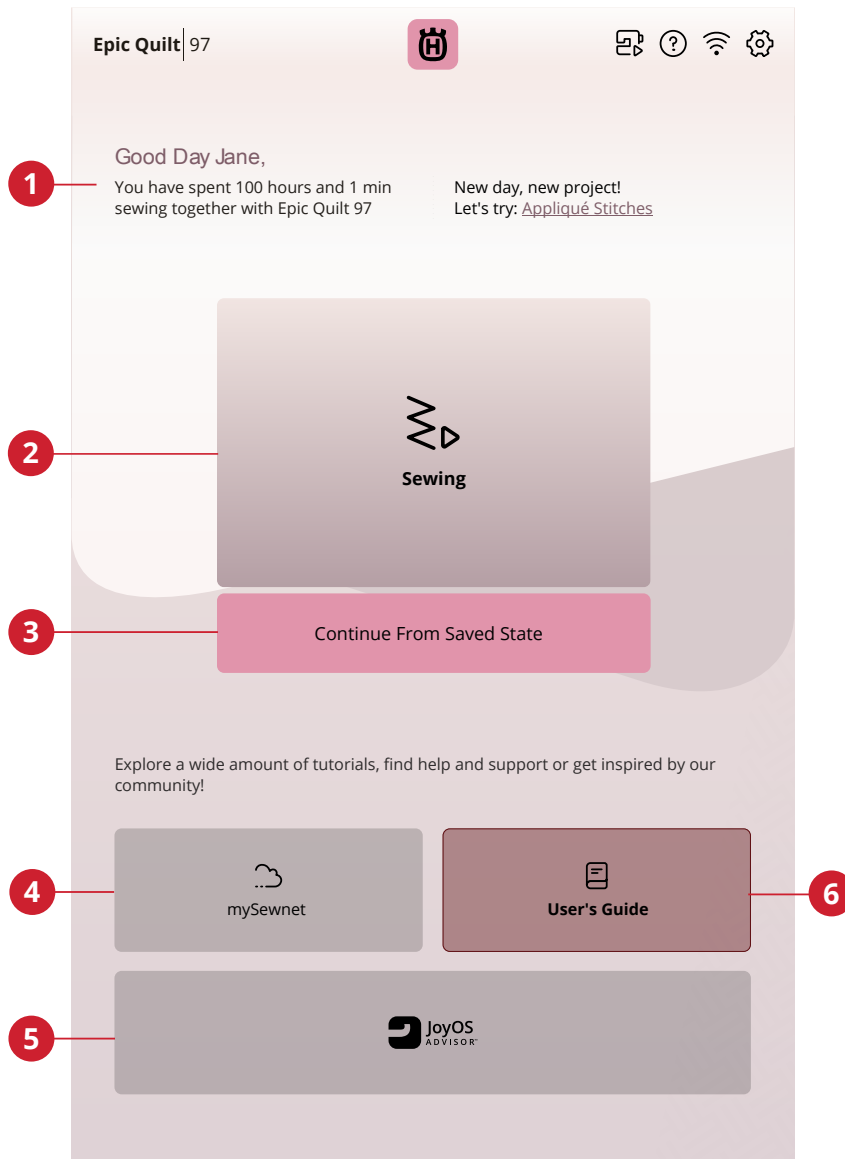 Epic Quilt 97
H
Good Day Jane,
1
You have spent 100 hours and 1 min
sewing together with Epic Quilt 97
New day, new project!
Let's try: Appliqué Stitches
2
Sewing
3
Continue From Saved State
Explore a wide amount of tutorials, find help and support or get inspired by our
community!
4
mySewnet
User's Guide
6
5
JoyOS
ADVISOR™